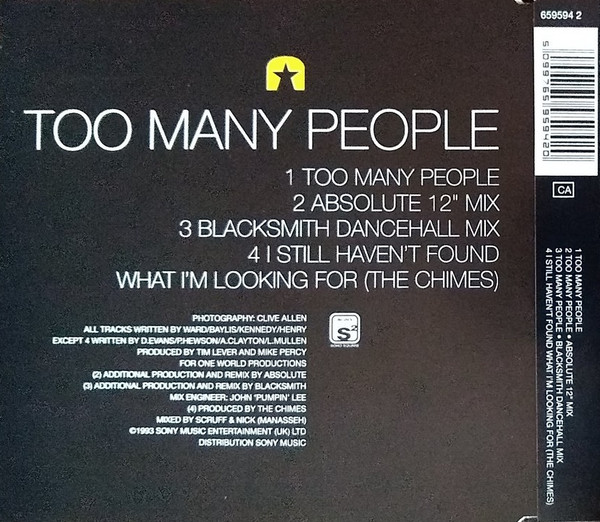 TOO MANY PEOPLE
1 TOO MANY PEOPLE
2 ABSOLUTE 12" MIX
3 BLACKSMITH DANCEHALL MIX
4 I STILL HAVEN'T FOUND
WHAT I'M LOOKING FOR (THE CHIMES)
PHOTOGRAPHY: CLIVE ALLEN
ALL TRACKS WRITTEN BY WARD/BAYLIS/KENNEDY/HENRY
EXCEPT 4 WRITTEN BY D.EVANS/P.HEWSON/A.CLAYTON/L.MULLEN
PRODUCED BY TIM LEVER AND MIKE PERCY
FOR ONE WORLD PRODUCTIONS
(2) ADDITIONAL PRODUCTION AND REMIX BY ABSOLUTE
(3) ADDITIONAL PRODUCTION AND REMIX BY BLACKSMITH
MIX ENGINEER: JOHN 'PUMPIN' LEE
(4) PRODUCED BY THE CHIMES
MIXED BY SCRUFF & NICK (MANASSEH)
©1993 SONY MUSIC ENTERTAINMENT (UK) LTD
DISTRIBUTION SONY MUSIC
S2
659594 2
5 099765 959420
CA
1 TOO MANY PEOPLE
2 TOO MANY PEOPLE • ABSOLUTE 12" MIX
3 TOO MANY PEOPLE • BLACKSMITH DANCEHALL MIX
4 I STILL HAVEN'T FOUND WHAT I'M LOOKING FOR (THE CHIMES)